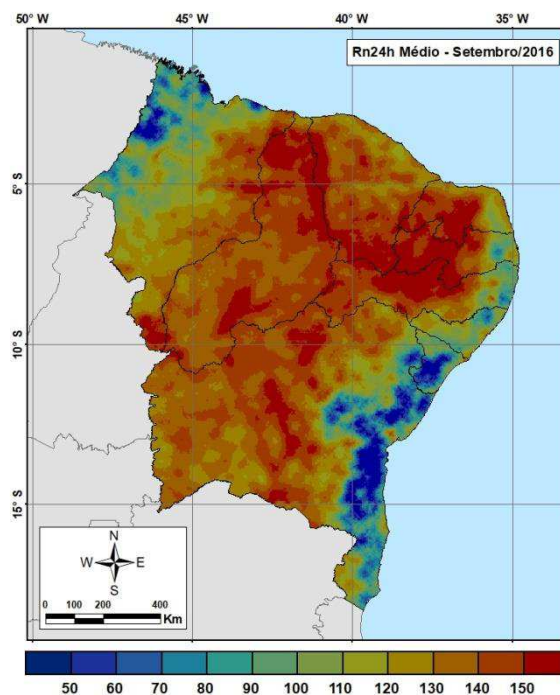 50° W 45° W 40° W 35° W
Rn24h Médio - Setembro/2016
5° S
10° S
15° S
N
W E
S
0 100 200 400
Km
50 60 70 80 90 100 110 120 130 140 150